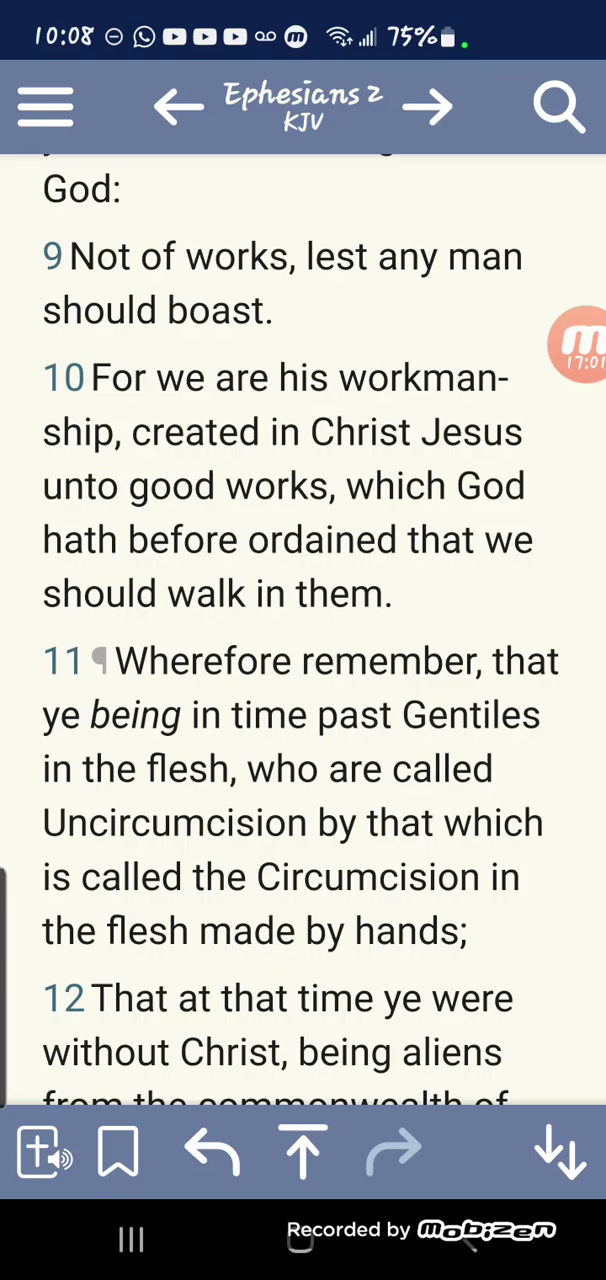 10:08 75%
Ephesians 2
KJV
God:
9 Not of works, lest any man
should boast.
m
17:01
10 For we are his workman-
ship, created in Christ Jesus
unto good works, which God
hath before ordained that we
should walk in them.
11 ¶ Wherefore remember, that
ye being in time past Gentiles
in the flesh, who are called
Uncircumcision by that which
is called the Circumcision in
the flesh made by hands;
12 That at that time ye were
without Christ, being aliens
from the commonwealth of
Recorded by mobizen